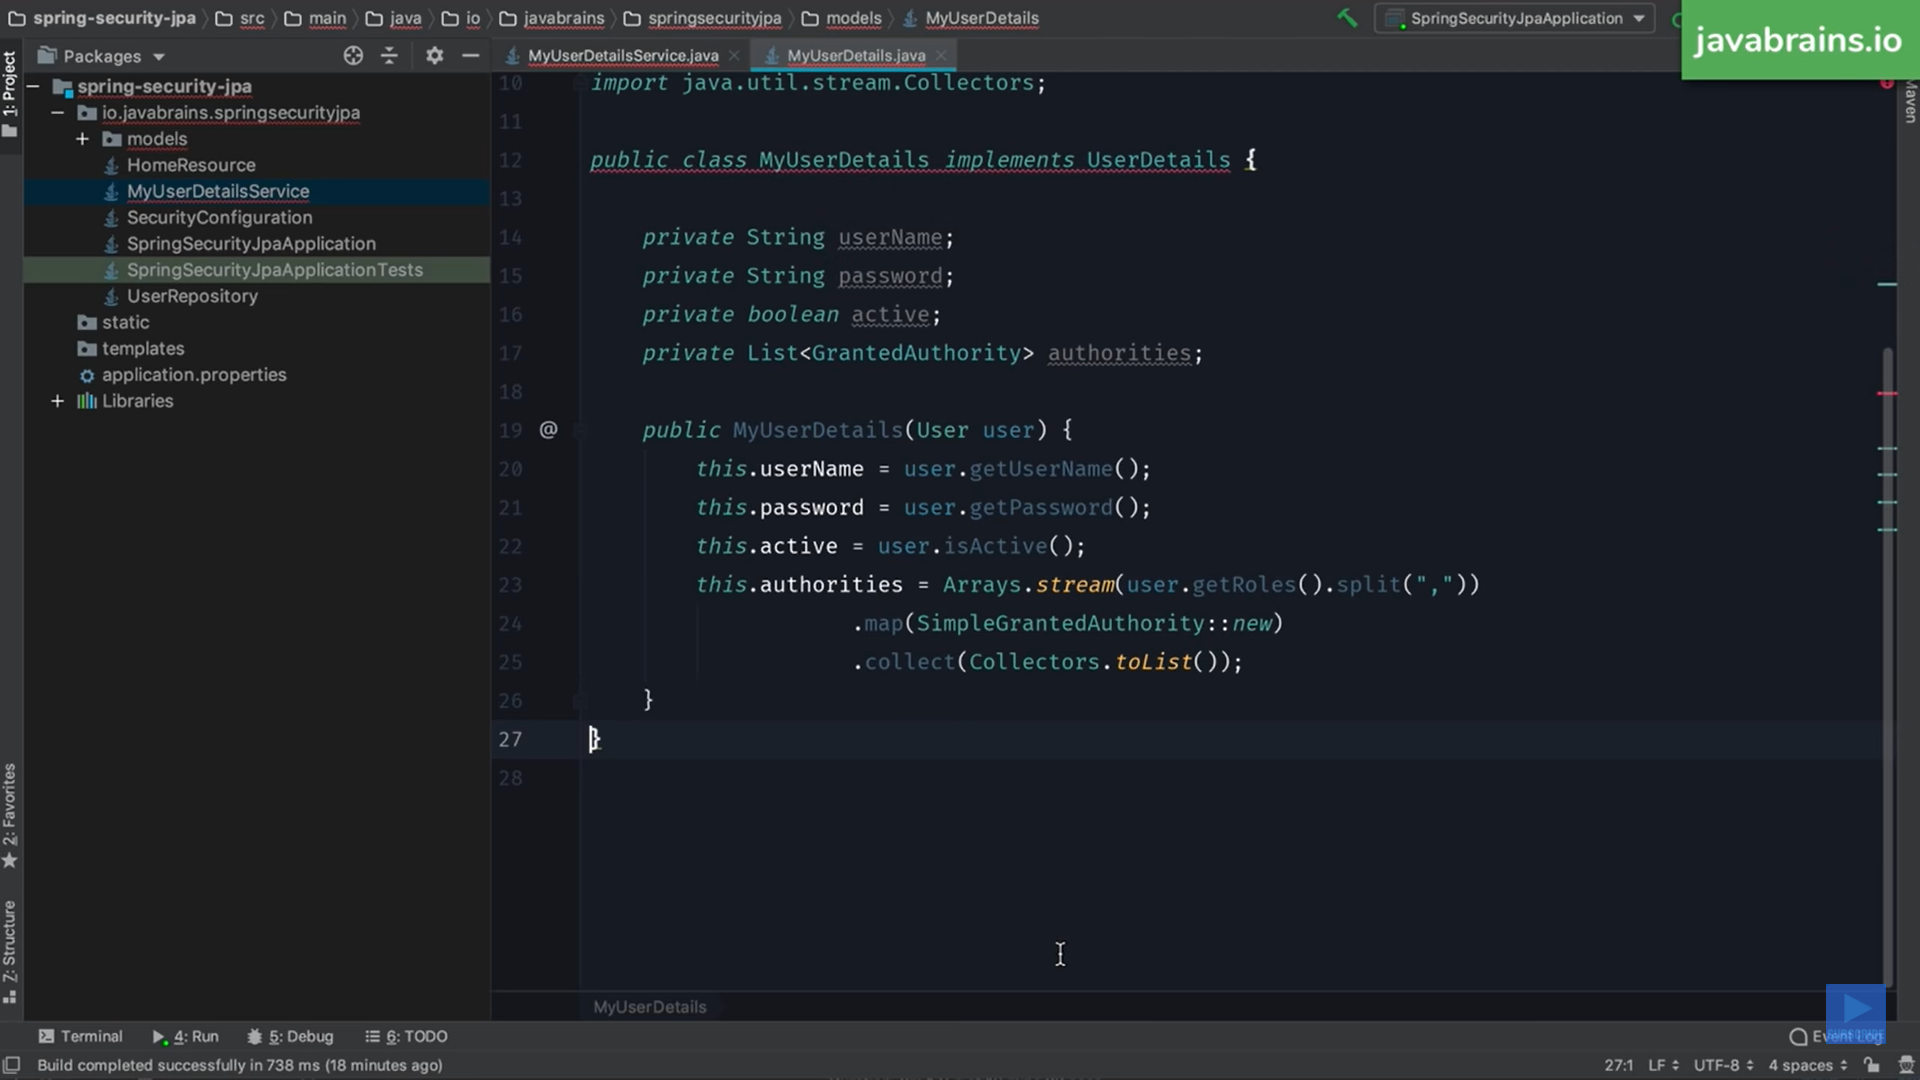 spring-security-jpa src main java io javabrains springsecurityjpa models MyUserDetails SpringSecurityJpaApplication
javabrains.io
1: Project
Packages
MyUserDetailsService.java MyUserDetails.java
Maven
spring-security-jpa
io.javabrains.springsecurityjpa
models
HomeResource
MyUserDetailsService
SecurityConfiguration
SpringSecurityJpaApplication
SpringSecurityJpaApplicationTests
UserRepository
static
templates
application.properties
Libraries
10 import java.util.stream.Collectors;
11
12 public class MyUserDetails implements UserDetails {
13
14 private String userName;
15 private String password;
16 private boolean active;
17 private List<GrantedAuthority> authorities;
18
19 @ public MyUserDetails(User user) {
20 this.userName = user.getUserName();
21 this.password = user.getPassword();
22 this.active = user.isActive();
23 this.authorities = Arrays.stream(user.getRoles().split(","))
24 .map(SimpleGrantedAuthority::new)
25 .collect(Collectors.toList());
26 }
27 }
28
2: Favorites
7: Structure
MyUserDetails
Terminal 4: Run 5: Debug 6: TODO Event Log
SUBSCRIBE
Build completed successfully in 738 ms (18 minutes ago) 27:1 LF UTF-8 4 spaces